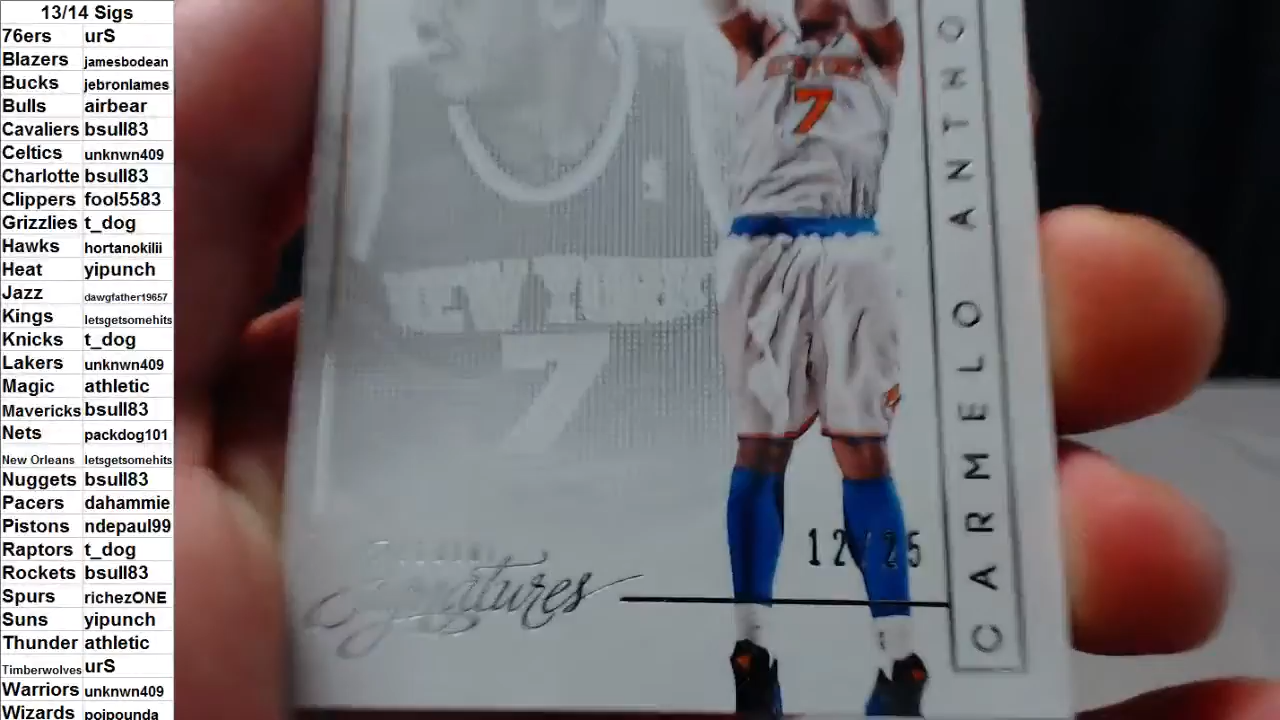 13/14 Sigs
76ers urS
Blazers jamesbodean
Bucks jebronlames
Bulls airbear
Cavaliers bsull83
Celtics unknwn409
Charlotte bsull83
Clippers fool5583
Grizzlies t_dog
Hawks hortanokilii
Heat yipunch
Jazz dawgfather19657
Kings letsgetsomehits
Knicks t_dog
Lakers unknwn409
Magic athletic
Mavericks bsull83
Nets packdog101
New Orleans letsgetsomehits
Nuggets bsull83
Pacers dahammie
Pistons ndepaul99
Raptors t_dog
Rockets bsull83
Spurs richezONE
Suns yipunch
Thunder athletic
Timberwolves urS
Warriors unknwn409
Wizards poipounda
7
NEW YORK
7
12/25
Signatures
CARMELO ANTHO